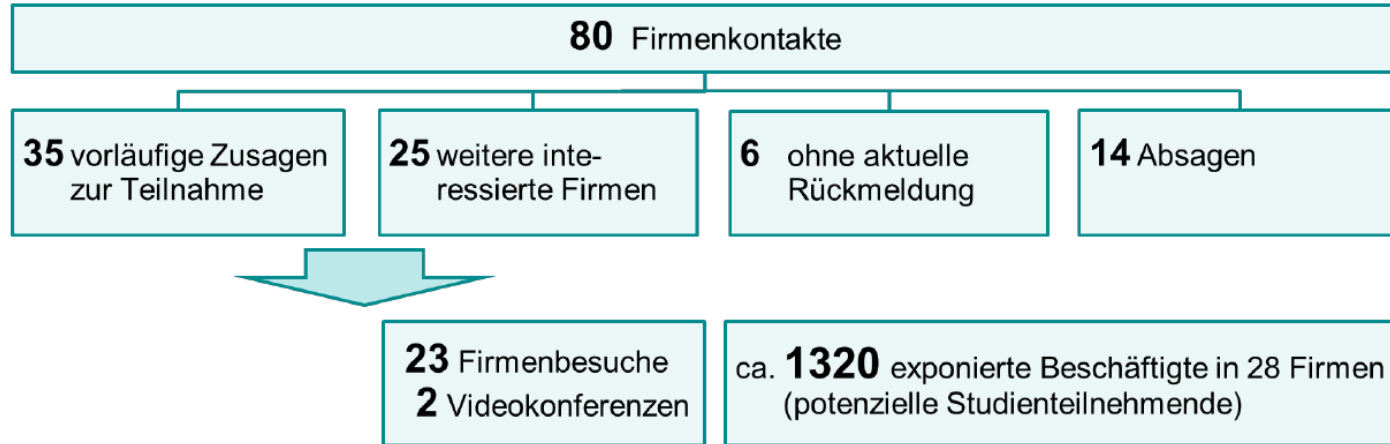 80 Firmenkontakte
35 vorläufige Zusagen
zur Teilnahme
25 weitere inte-
ressierte Firmen
6 ohne aktuelle
Rückmeldung
14 Absagen
23 Firmenbesuche
2 Videokonferenzen
ca. 1320 exponierte Beschäftigte in 28 Firmen
(potenzielle Studienteilnehmende)